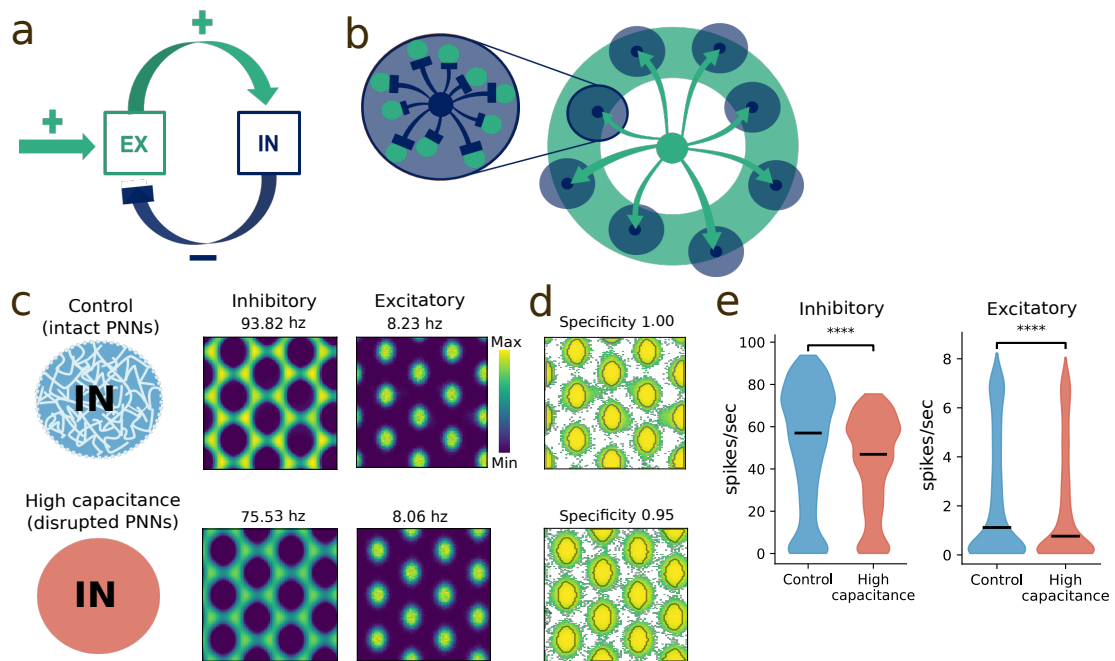 a
+
+
EX
IN
−
b
c
Control
(intact PNNs)
IN
High capacitance
(disrupted PNNs)
IN
Inhibitory
93.82 hz
Excitatory
8.23 hz
Max
Min
75.53 hz
8.06 hz
d
Specificity 1.00
Specificity 0.95
e
Inhibitory
****
100
80
60
40
20
0
spikes/sec
Control
High
capacitance
Excitatory
****
8
6
4
2
0
spikes/sec
Control
High
capacitance